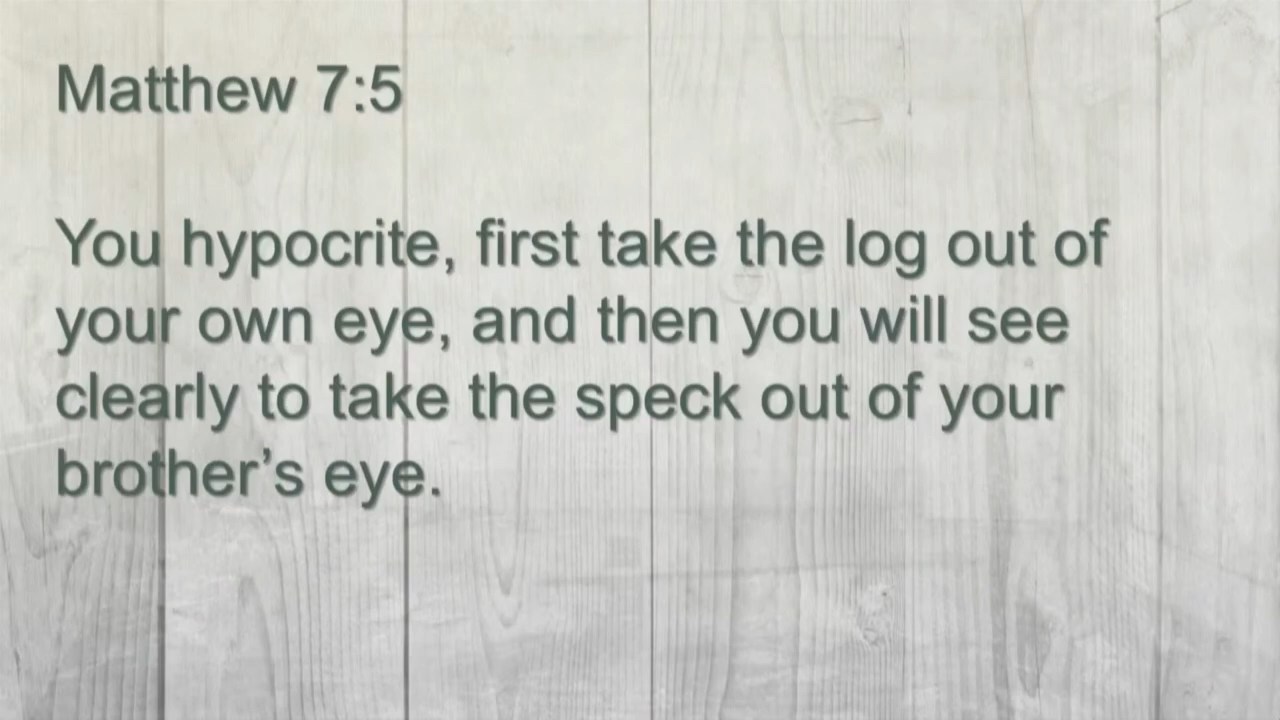 Matthew 7:5
You hypocrite, first take the log out of
your own eye, and then you will see
clearly to take the speck out of your
brother’s eye.